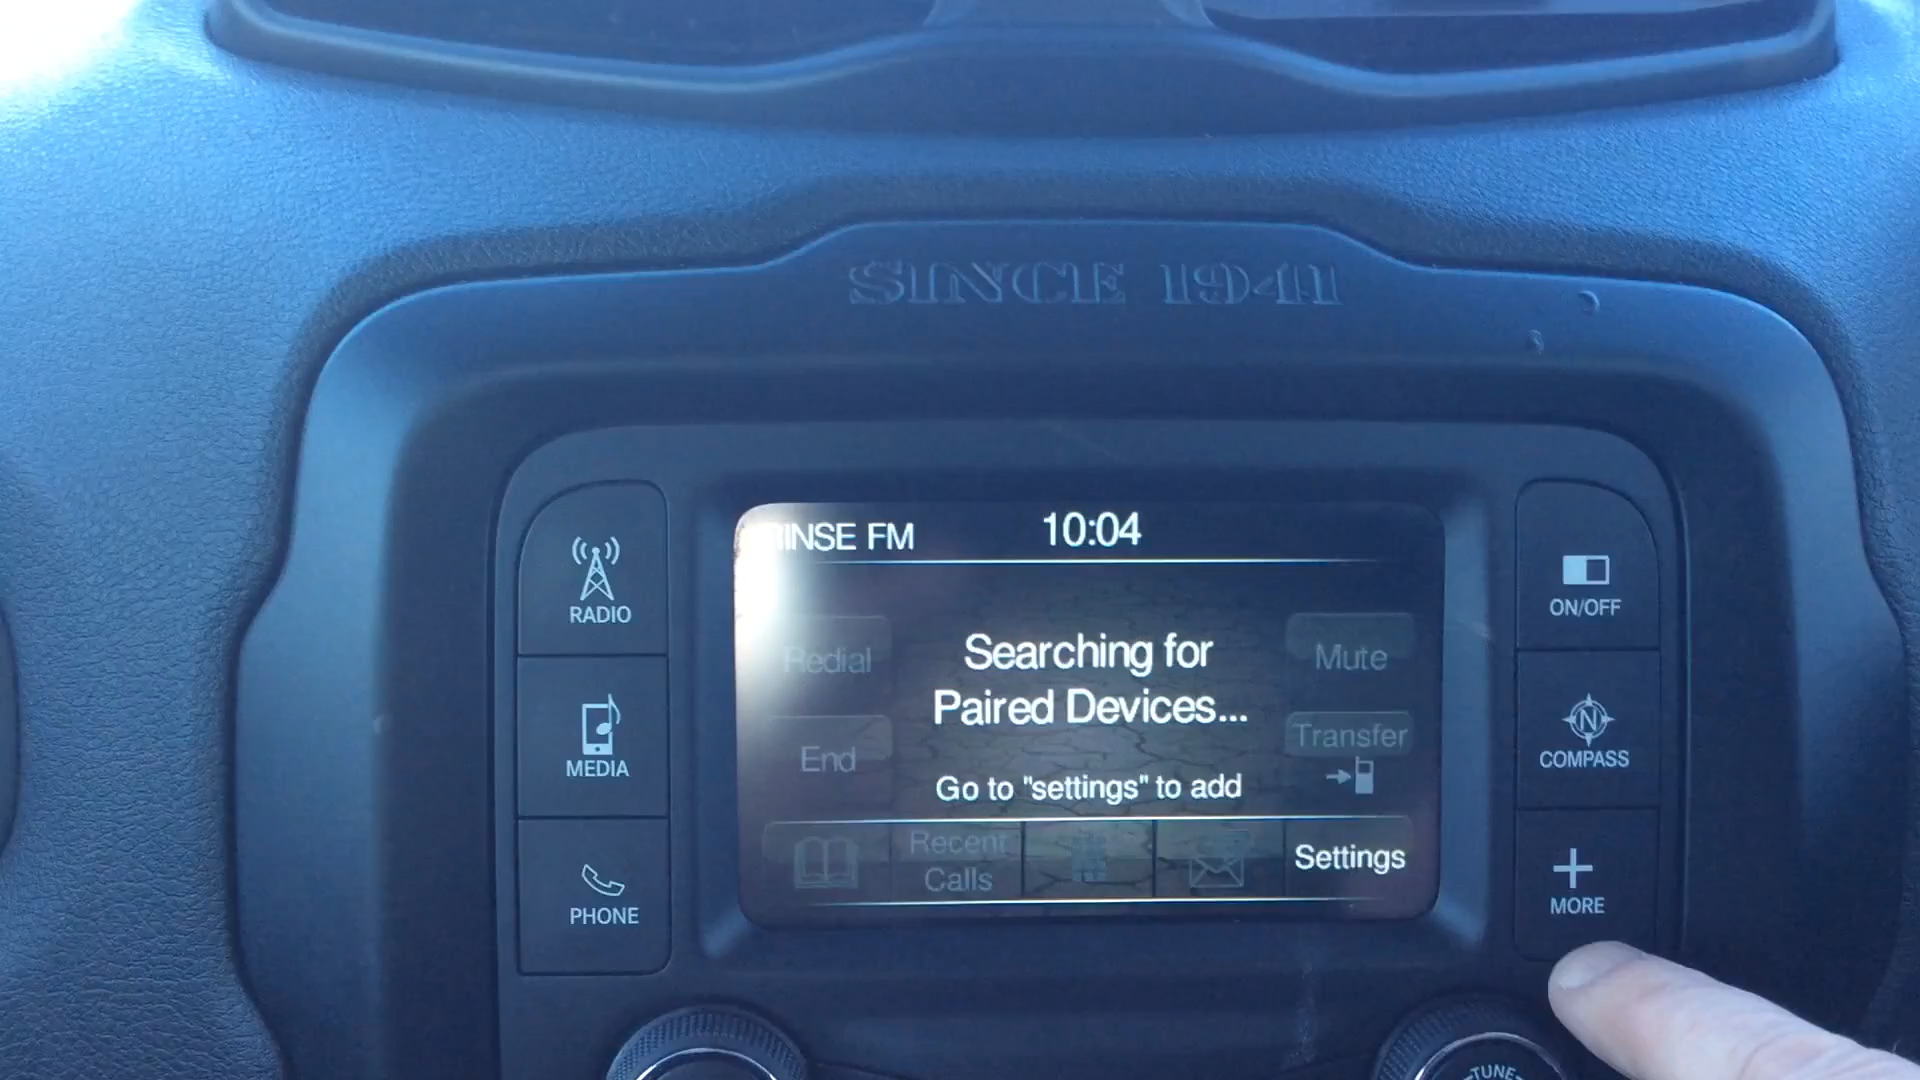 SINCE 1941
INSE FM
10:04
RADIO
MEDIA
PHONE
Redial
End
Searching for
Paired Devices...
Go to "settings" to add
Mute
Transfer
Recent
Calls
Settings
ON/OFF
N
COMPASS
MORE
TUNE